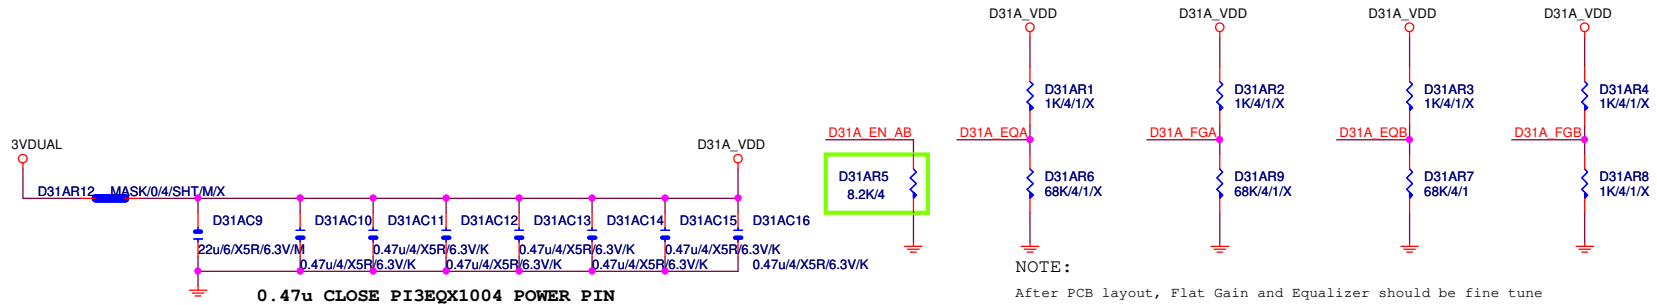 D31A_VDD
D31A_VDD
D31A_VDD
D31A_VDD
D31AR1
1K/4/1/X
D31AR2
1K/4/1/X
D31AR3
1K/4/1/X
D31AR4
1K/4/1/X
3VDUAL
D31A_VDD
D31A_EN_AB
D31A_EQA
D31A_FGA
D31A_EQB
D31A_FGB
D31AR12
MASK/0/4/SHT/M/X
D31AR5
8.2K/4
D31AR6
68K/4/1/X
D31AR9
68K/4/1/X
D31AR7
68K/4/1
D31AR8
1K/4/1/X
D31AC9
D31AC10
D31AC11
D31AC12
D31AC13
D31AC14
D31AC15
D31AC16
22u/6/X5R/6.3V/M
0.47u/4/X5R/6.3V/K
0.47u/4/X5R/6.3V/K
0.47u/4/X5R/6.3V/K
0.47u/4/X5R/6.3V/K
0.47u/4/X5R/6.3V/K
0.47u/4/X5R/6.3V/K
0.47u/4/X5R/6.3V/K
0.47u CLOSE PI3EQX1004 POWER PIN
NOTE:
After PCB layout, Flat Gain and Equalizer should be fine tune